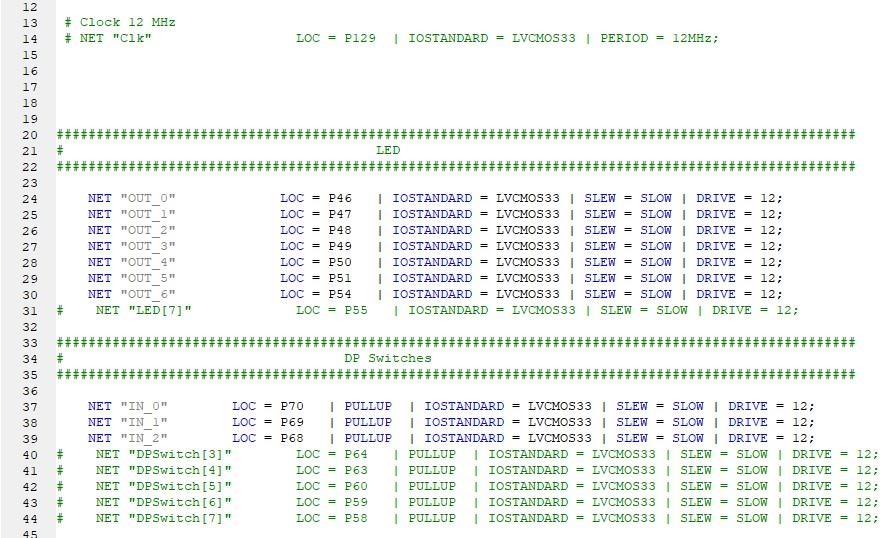 12
13 # Clock 12 MHz
14 # NET "Clk" LOC = P129 | IOSTANDARD = LVCMOS33 | PERIOD = 12MHz;
15
16
17
18
19
20 ####################################################################################################
21 # LED
22 ####################################################################################################
23
24 NET "OUT_0" LOC = P46 | IOSTANDARD = LVCMOS33 | SLEW = SLOW | DRIVE = 12;
25 NET "OUT_1" LOC = P47 | IOSTANDARD = LVCMOS33 | SLEW = SLOW | DRIVE = 12;
26 NET "OUT_2" LOC = P48 | IOSTANDARD = LVCMOS33 | SLEW = SLOW | DRIVE = 12;
27 NET "OUT_3" LOC = P49 | IOSTANDARD = LVCMOS33 | SLEW = SLOW | DRIVE = 12;
28 NET "OUT_4" LOC = P50 | IOSTANDARD = LVCMOS33 | SLEW = SLOW | DRIVE = 12;
29 NET "OUT_5" LOC = P51 | IOSTANDARD = LVCMOS33 | SLEW = SLOW | DRIVE = 12;
30 NET "OUT_6" LOC = P54 | IOSTANDARD = LVCMOS33 | SLEW = SLOW | DRIVE = 12;
31 # NET "LED[7]" LOC = P55 | IOSTANDARD = LVCMOS33 | SLEW = SLOW | DRIVE = 12;
32
33 ####################################################################################################
34 # DP Switches
35 ####################################################################################################
36
37 NET "IN_0" LOC = P70 | PULLUP | IOSTANDARD = LVCMOS33 | SLEW = SLOW | DRIVE = 12;
38 NET "IN_1" LOC = P69 | PULLUP | IOSTANDARD = LVCMOS33 | SLEW = SLOW | DRIVE = 12;
39 NET "IN_2" LOC = P68 | PULLUP | IOSTANDARD = LVCMOS33 | SLEW = SLOW | DRIVE = 12;
40 # NET "DPSwitch[3]" LOC = P64 | PULLUP | IOSTANDARD = LVCMOS33 | SLEW = SLOW | DRIVE = 12;
41 # NET "DPSwitch[4]" LOC = P63 | PULLUP | IOSTANDARD = LVCMOS33 | SLEW = SLOW | DRIVE = 12;
42 # NET "DPSwitch[5]" LOC = P60 | PULLUP | IOSTANDARD = LVCMOS33 | SLEW = SLOW | DRIVE = 12;
43 # NET "DPSwitch[6]" LOC = P59 | PULLUP | IOSTANDARD = LVCMOS33 | SLEW = SLOW | DRIVE = 12;
44 # NET "DPSwitch[7]" LOC = P58 | PULLUP | IOSTANDARD = LVCMOS33 | SLEW = SLOW | DRIVE = 12;
45